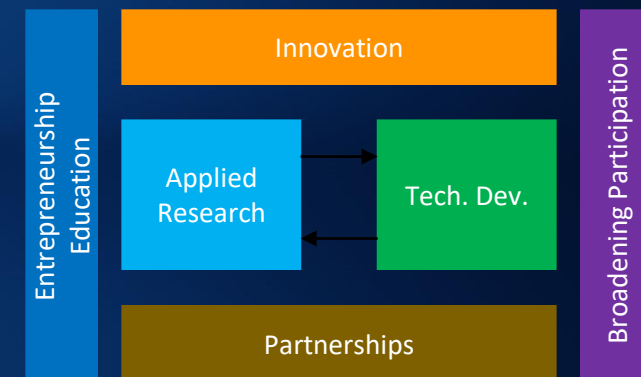 Entrepreneurship
Education
Innovation
Applied
Research
Tech. Dev.
Partnerships
Broadening Participation